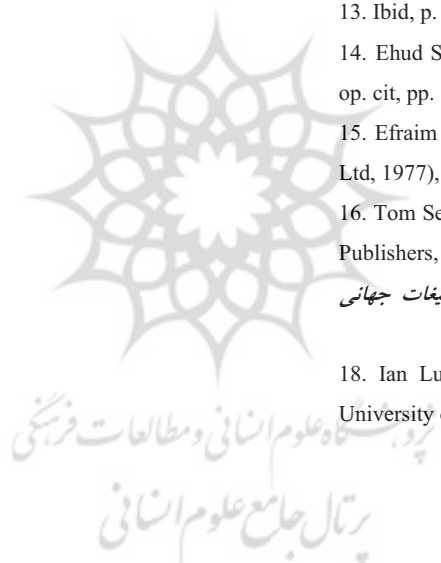 13. Ibid, p.
14. Ehud S
op. cit, pp.
15. Efraim
Ltd, 1977),
16. Tom Se
Publishers,
یغات جهانی
18. Ian Lu
University
پژوهشگاه علوم انسانی و مطالعات فرهنگی
پرتال جامع علوم انسانی